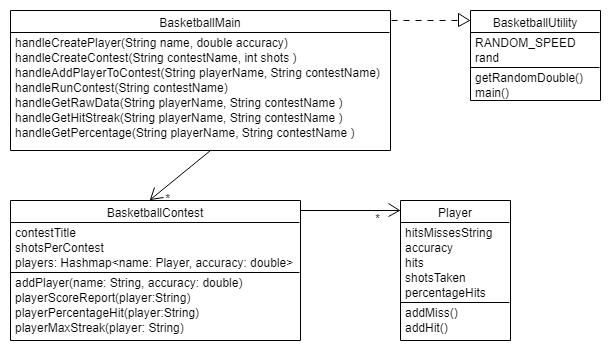 BasketballMain
handleCreatePlayer(String name, double accuracy)
handleCreateContest(String contestName, int shots )
handleAddPlayerToContest(String playerName, String contestName)
handleRunContest(String contestName)
handleGetRawData(String playerName, String contestName )
handleGetHitStreak(String playerName, String contestName )
handleGetPercentage(String playerName, String contestName )
BasketballUtility
RANDOM_SPEED
rand
getRandomDouble()
main()
*
BasketballContest
contestTitle
shotsPerContest
players: Hashmap<name: Player, accuracy: double>
addPlayer(name: String, accuracy: double)
playerScoreReport(player:String)
playerPercentageHit(player:String)
playerMaxStreak(player: String)
*
Player
hitsMissesString
accuracy
hits
shotsTaken
percentageHits
addMiss()
addHit()